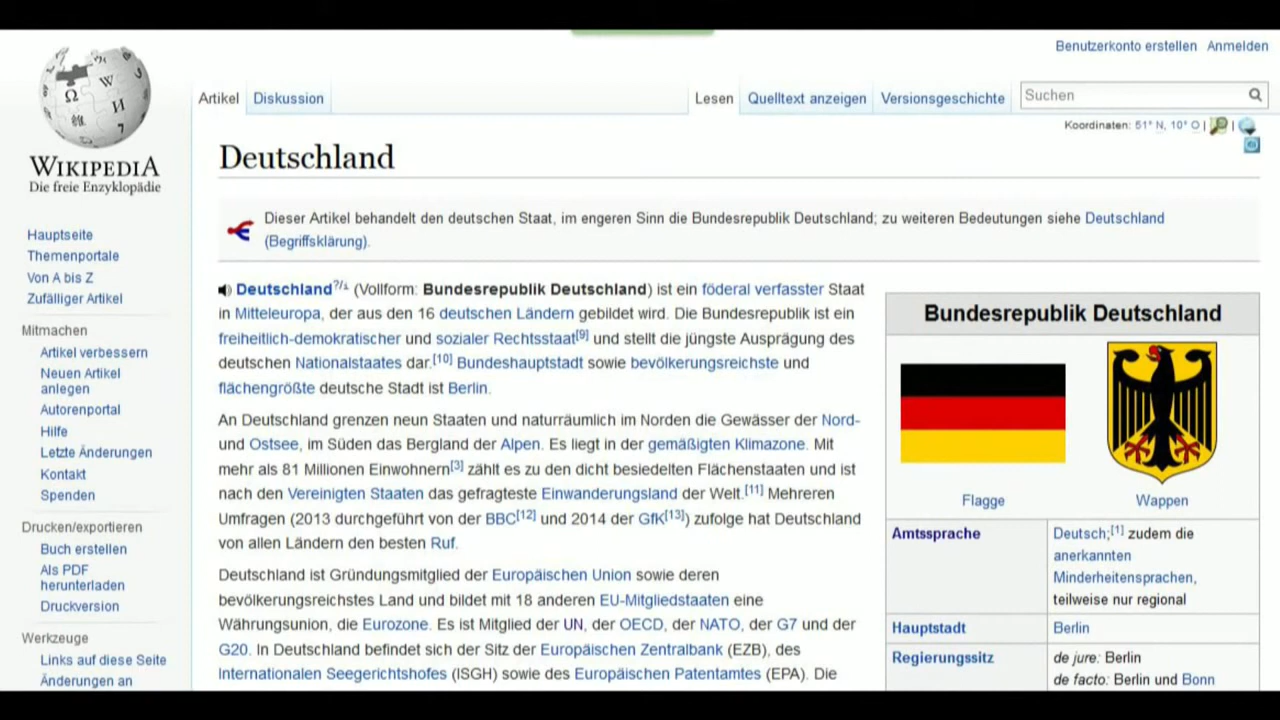 Benutzerkonto erstellen Anmelden
WIKIPEDIA
Die freie Enzyklopädie
Artikel Diskussion Lesen Quelltext anzeigen Versionsgeschichte Suchen
Koordinaten: 51° N, 10° O | |
Deutschland
Dieser Artikel behandelt den deutschen Staat, im engeren Sinn die Bundesrepublik Deutschland; zu weiteren Bedeutungen siehe Deutschland
(Begriffsklärung).
Hauptseite
Themenportale
Von A bis Z
Zufälliger Artikel
Mitmachen
Artikel verbessern
Neuen Artikel
anlegen
Autorenportal
Hilfe
Letzte Änderungen
Kontakt
Spenden
Drucken/exportieren
Buch erstellen
Als PDF
herunterladen
Druckversion
Werkzeuge
Links auf diese Seite
Änderungen an
Deutschland?/i (Vollform: Bundesrepublik Deutschland) ist ein föderal verfasster Staat
in Mitteleuropa, der aus den 16 deutschen Ländern gebildet wird. Die Bundesrepublik ist ein
freiheitlich-demokratischer und sozialer Rechtsstaat[9] und stellt die jüngste Ausprägung des
deutschen Nationalstaates dar.[10] Bundeshauptstadt sowie bevölkerungsreichste und
flächengrößte deutsche Stadt ist Berlin.
An Deutschland grenzen neun Staaten und naturräumlich im Norden die Gewässer der Nord-
und Ostsee, im Süden das Bergland der Alpen. Es liegt in der gemäßigten Klimazone. Mit
mehr als 81 Millionen Einwohnern[3] zählt es zu den dicht besiedelten Flächenstaaten und ist
nach den Vereinigten Staaten das gefragteste Einwanderungsland der Welt.[11] Mehreren
Umfragen (2013 durchgeführt von der BBC[12] und 2014 der GfK[13]) zufolge hat Deutschland
von allen Ländern den besten Ruf.
Deutschland ist Gründungsmitglied der Europäischen Union sowie deren
bevölkerungsreichstes Land und bildet mit 18 anderen EU-Mitgliedstaaten eine
Währungsunion, die Eurozone. Es ist Mitglied der UN, der OECD, der NATO, der G7 und der
G20. In Deutschland befindet sich der Sitz der Europäischen Zentralbank (EZB), des
Internationalen Seegerichtshofes (ISGH) sowie des Europäischen Patentamtes (EPA). Die
Bundesrepublik Deutschland
Flagge Wappen
Amtssprache Deutsch;[1] zudem die
anerkannten
Minderheitensprachen,
teilweise nur regional
Hauptstadt Berlin
Regierungssitz de jure: Berlin
de facto: Berlin und Bonn